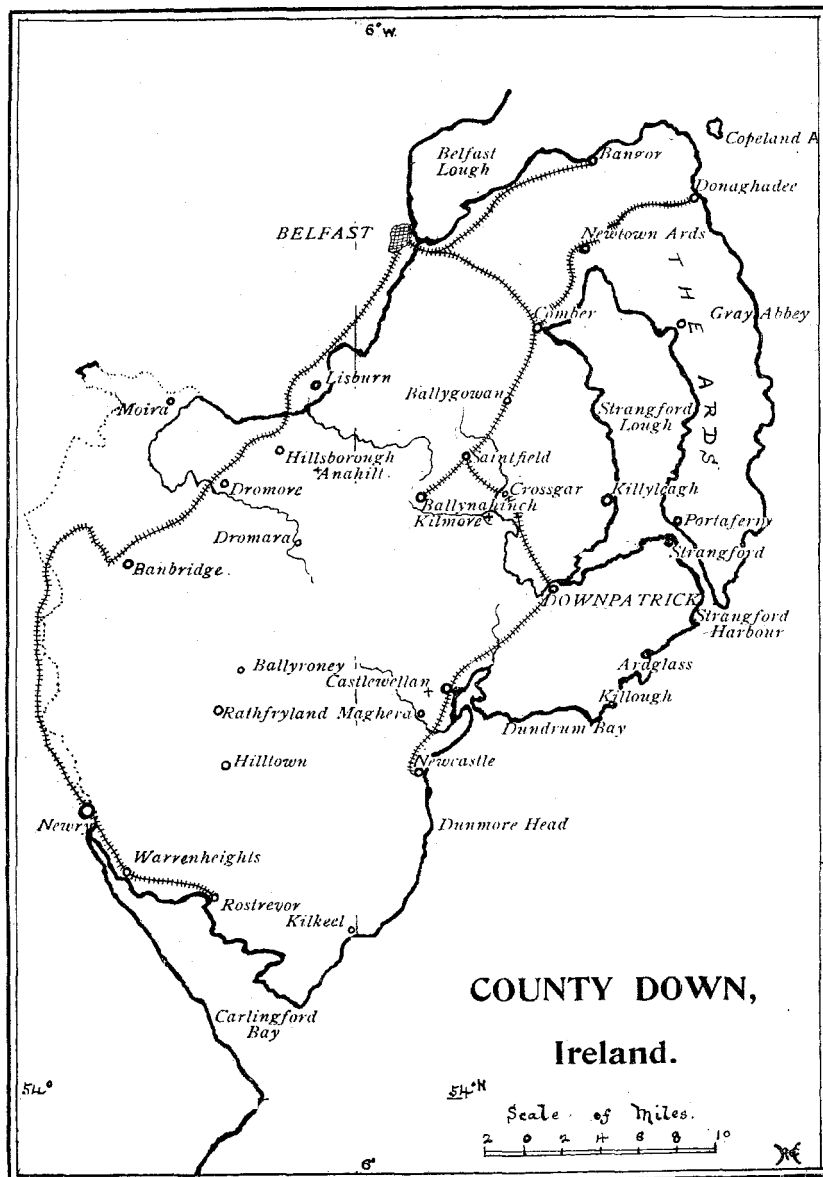 6° W.
Copeland
Belfast
Lough
Bangor
Donaghadee
BELFAST
Newtown Ards
THE ARDS
Comber
Gray Abbey
Lisburn
Moira
Ballygowan
Strangford
Lough
Hillsborough
Anahilt
Saintfield
Dromore
Crossgar
Killyleagh
Ballynahinch
Kilmore
Portaferry
Dromara
Strangford
Banbridge.
DOWNPATRICK
Strangford
Harbour
Ardglass
Ballyroney
Castlewellan
Killough
Rathfryland
Maghera
Dundrum Bay
Hilltown
Newcastle
Newry
Dunmore Head
Warrenheights
Rostrevor
Kilkeel
COUNTY DOWN,
Ireland.
Carlingford
Bay
54°
54° N
Scale of Miles.
2 0 2 4 6 8 10
6°